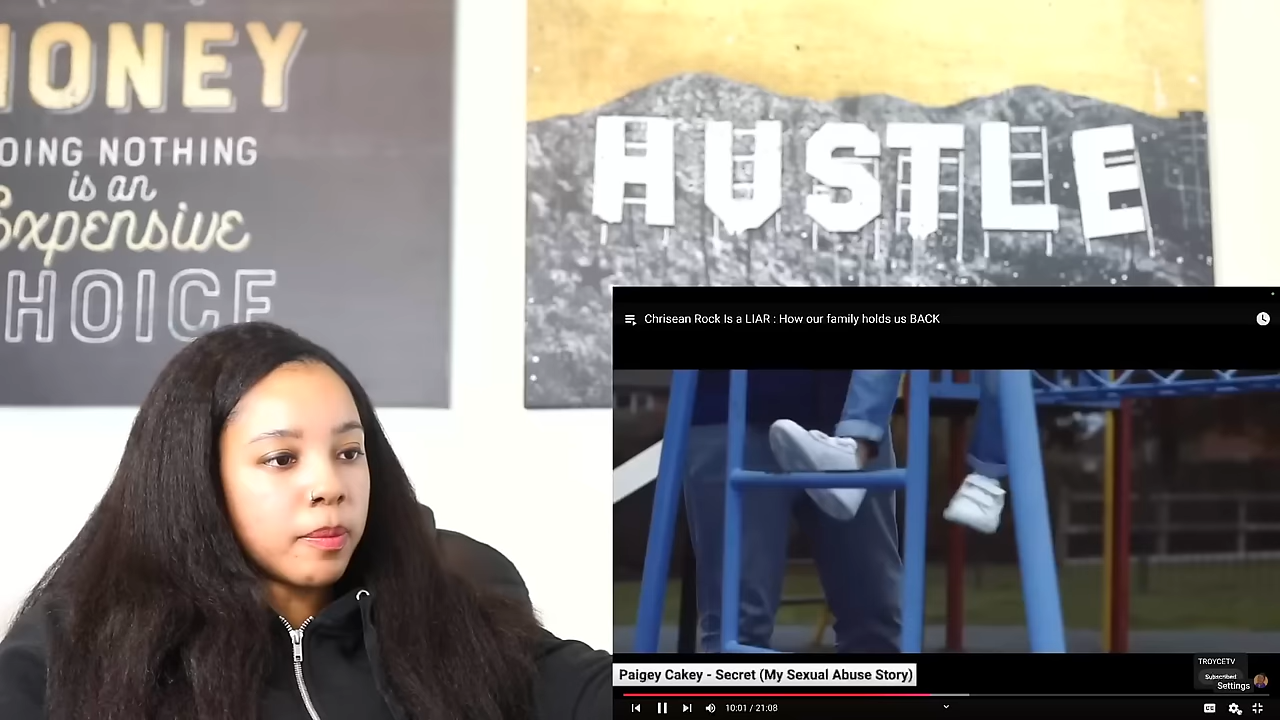 MONEY
DOING NOTHING
is an
Expensive
CHOICE
HUSTLE
Chrisean Rock Is a LIAR : How our family holds us BACK
Paigey Cakey - Secret (My Sexual Abuse Story)
TROYCETV
Subscribed
Settings
10:01 / 21:08
CC